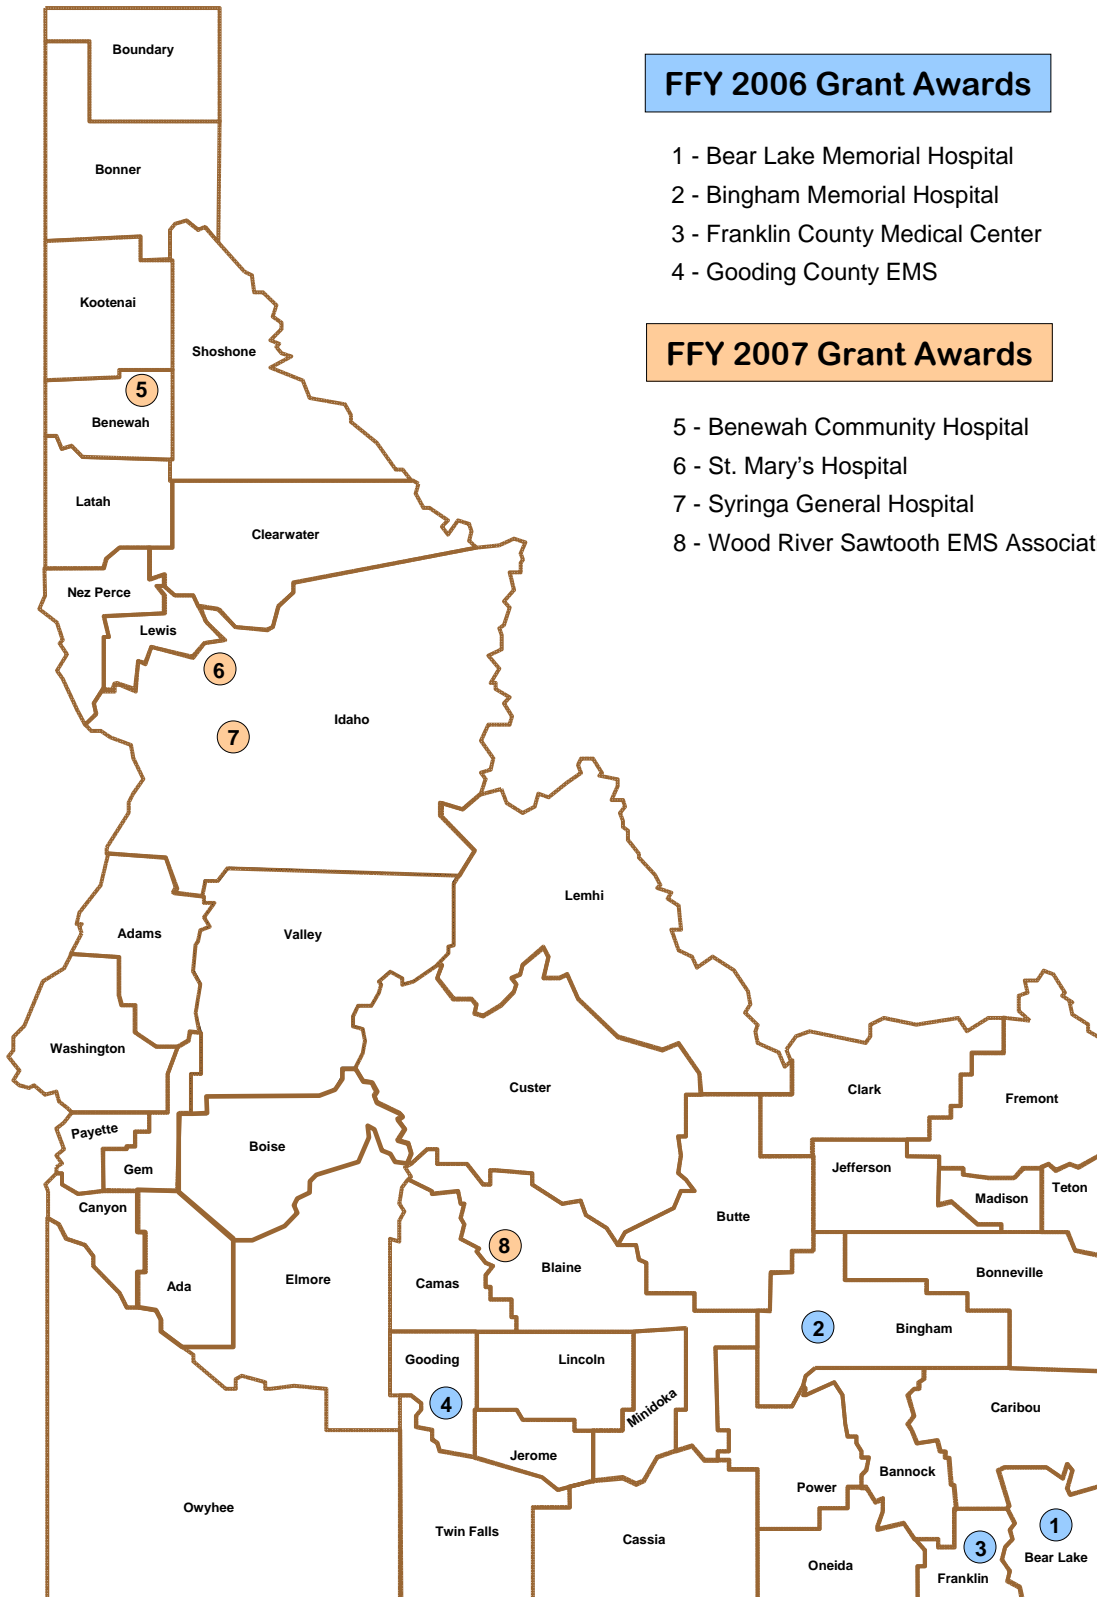 Boundary
FFY 2006 Grant Awards
1 - Bear Lake Memorial Hospital
2 - Bingham Memorial Hospital
3 - Franklin County Medical Center
4 - Gooding County EMS
FFY 2007 Grant Awards
5 - Benewah Community Hospital
6 - St. Mary’s Hospital
7 - Syringa General Hospital
8 - Wood River Sawtooth EMS Associat
Bonner
Kootenai
Shoshone
5
Benewah
Latah
Clearwater
Nez Perce
Lewis
6
Idaho
7
Lemhi
Adams
Valley
Washington
Custer
Clark
Fremont
Payette
Boise
Gem
Jefferson
Madison
Teton
Canyon
Butte
8
Blaine
Elmore
Camas
Ada
Bonneville
2
Bingham
Gooding
Lincoln
4
Minidoka
Caribou
Jerome
Bannock
Power
Owyhee
Twin Falls
Cassia
1
Bear Lake
3
Oneida
Franklin